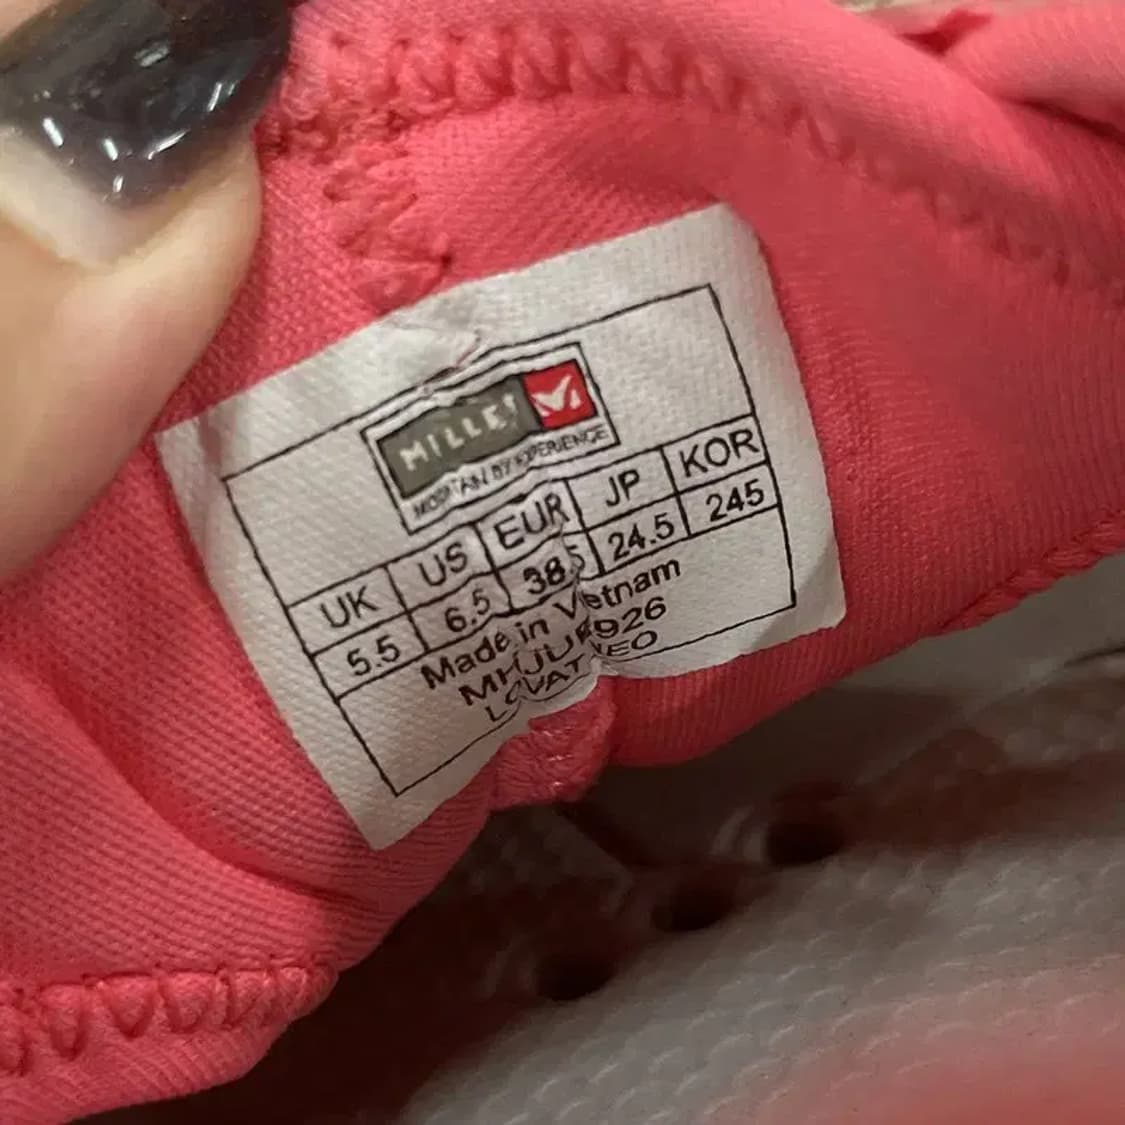 MILLET
MOUNTAIN BY EXPERIENCE
UK US EUR JP KOR
5.5 6.5 38.5 24.5 245
Made in Vietnam
LOVAT NEO